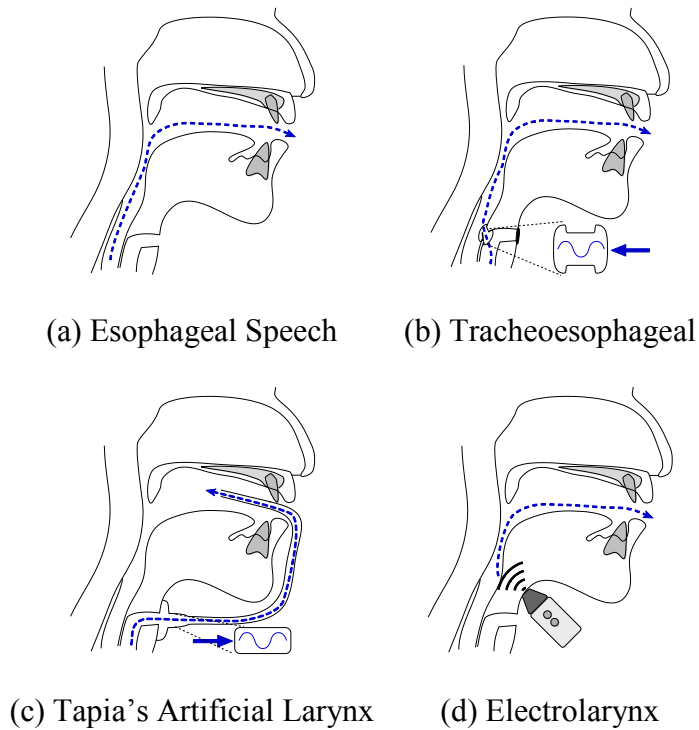 (a) Esophageal Speech
(b) Tracheoesophageal
(c) Tapia's Artificial Larynx
(d) Electrolarynx